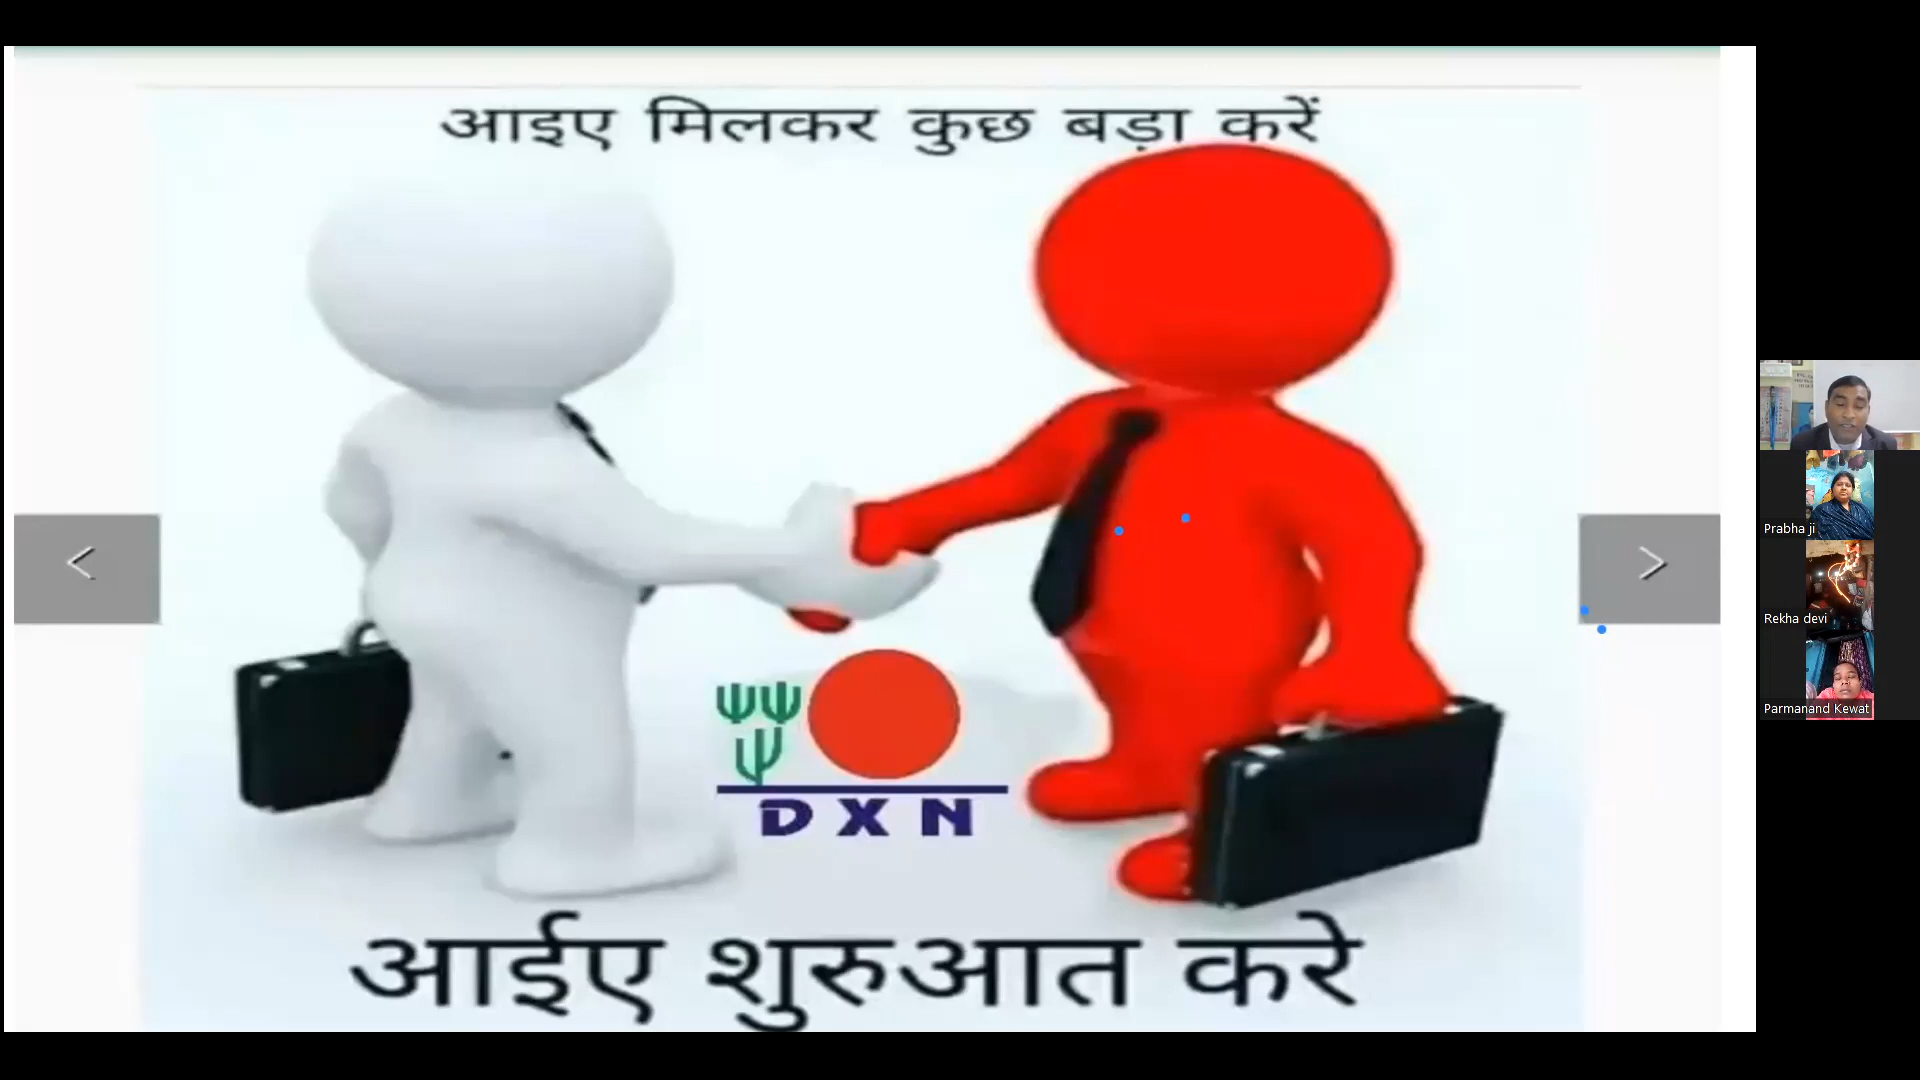 आइए मिलकर कुछ बड़ा करें
DXN
आईए शुरुआत करे
Prabha ji
Rekha devi
Parmanand Kewat